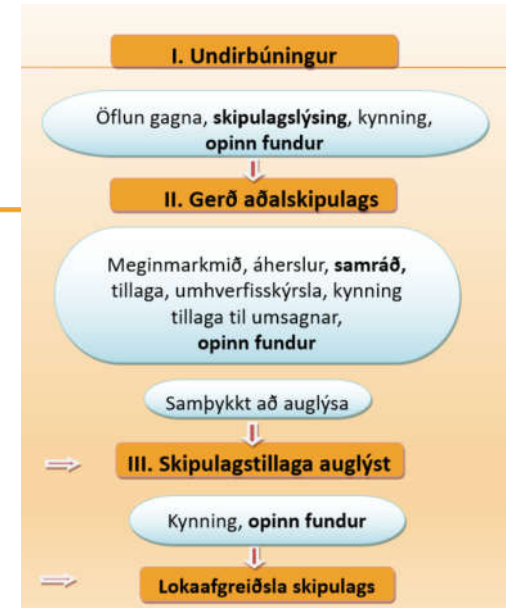 I. Undirbúningur
Öflun gagna, skipulagslýsing, kynning,
opinn fundur
II. Gerð aðalskipulags
Meginmarkmið, áherslur, samráð,
tillaga, umhverfisskýrsla, kynning
tillaga til umsagnar,
opinn fundur
Samþykkt að auglýsa
III. Skipulagstillaga auglýst
Kynning, opinn fundur
Lokaafgreiðsla skipulags